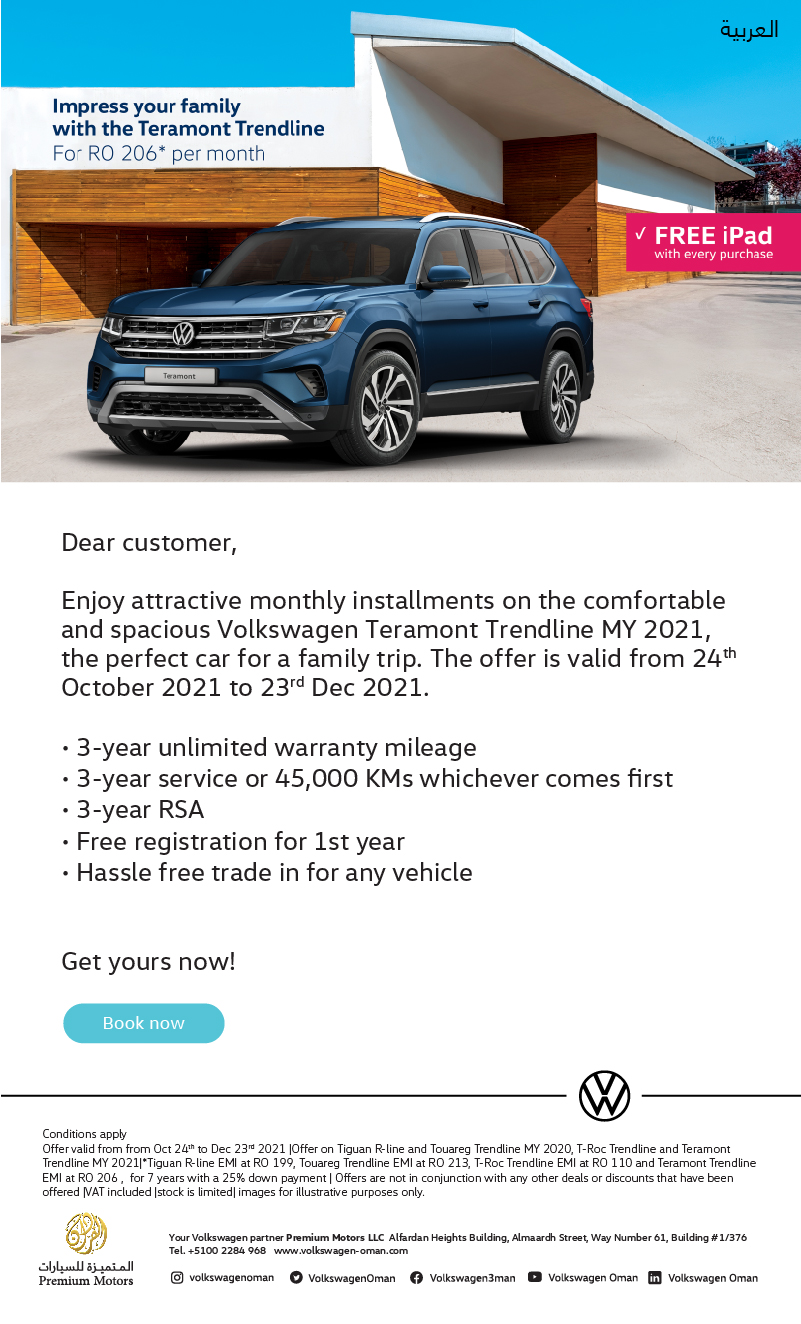 العربية
Impress your family
with the Teramont Trendline
For RO 206* per month
✓ FREE iPad
with every purchase
Teramont
Dear customer,
Enjoy attractive monthly installments on the comfortable
and spacious Volkswagen Teramont Trendline MY 2021,
the perfect car for a family trip. The offer is valid from 24th
October 2021 to 23rd Dec 2021.
• 3-year unlimited warranty mileage
• 3-year service or 45,000 KMs whichever comes first
• 3-year RSA
• Free registration for 1st year
• Hassle free trade in for any vehicle
Get yours now!
Book now
Conditions apply
Offer valid from from Oct 24th to Dec 23rd 2021 |Offer on Tiguan R-line and Touareg Trendline MY 2020, T-Roc Trendline and Teramont
Trendline MY 2021|*Tiguan R-line EMI at RO 199, Touareg Trendline EMI at RO 213, T-Roc Trendline EMI at RO 110 and Teramont Trendline
EMI at RO 206 , for 7 years with a 25% down payment | Offers are not in conjunction with any other deals or discounts that have been
offered |VAT included |stock is limited| images for illustrative purposes only.
المتميزة للسيارات
Premium Motors
Your Volkswagen partner Premium Motors LLC Alfardan Heights Building, Almaardh Street, Way Number 61, Building #1/376
Tel. +5100 2284 968 www.volkswagen-oman.com
volkswagenoman VolkswagenOman Volkswagen3man Volkswagen Oman Volkswagen Oman